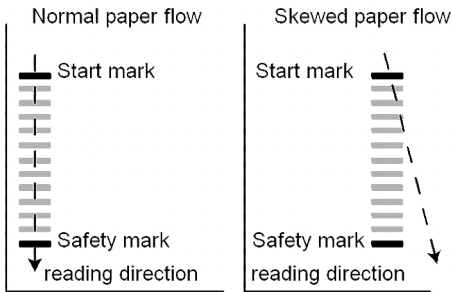 Normal paper flow
Start mark
Safety mark
reading direction
Skewed paper flow
Start mark
Safety mark
reading direction